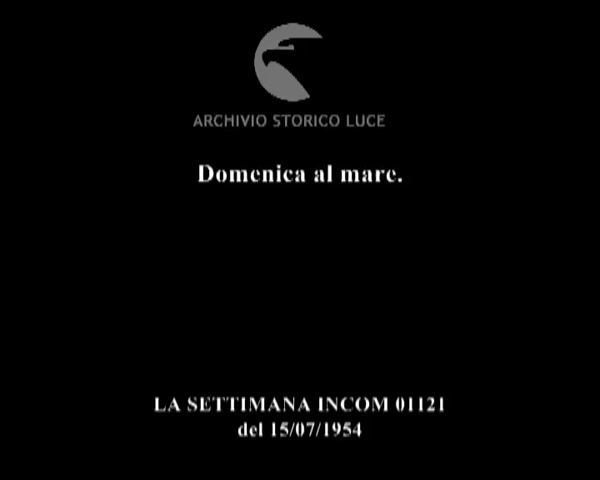 ARCHIVIO STORICO LUCE
Domenica al mare.
LA SETTIMANA INCOM 01121
del 15/07/1954